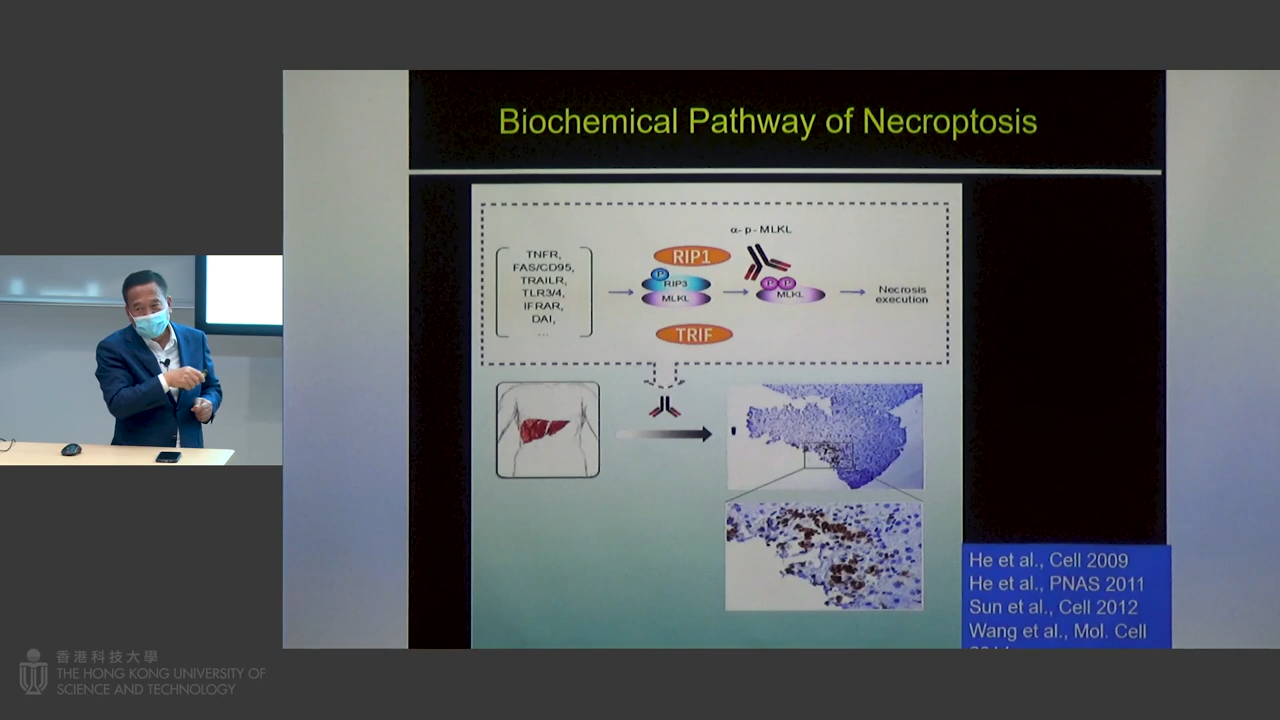 Biochemical Pathway of Necroptosis
α- p - MLKL
TNFR,
FAS/CD95,
TRAILR,
TLR3/4,
IFRAR,
DAI,
...
RIP1
P
RIP3
MLKL
TRIF
P P
MLKL
Necrosis
execution
He et al., Cell 2009
He et al., PNAS 2011
Sun et al., Cell 2012
Wang et al., Mol. Cell
香港科技大學
THE HONG KONG UNIVERSITY OF
SCIENCE AND TECHNOLOGY